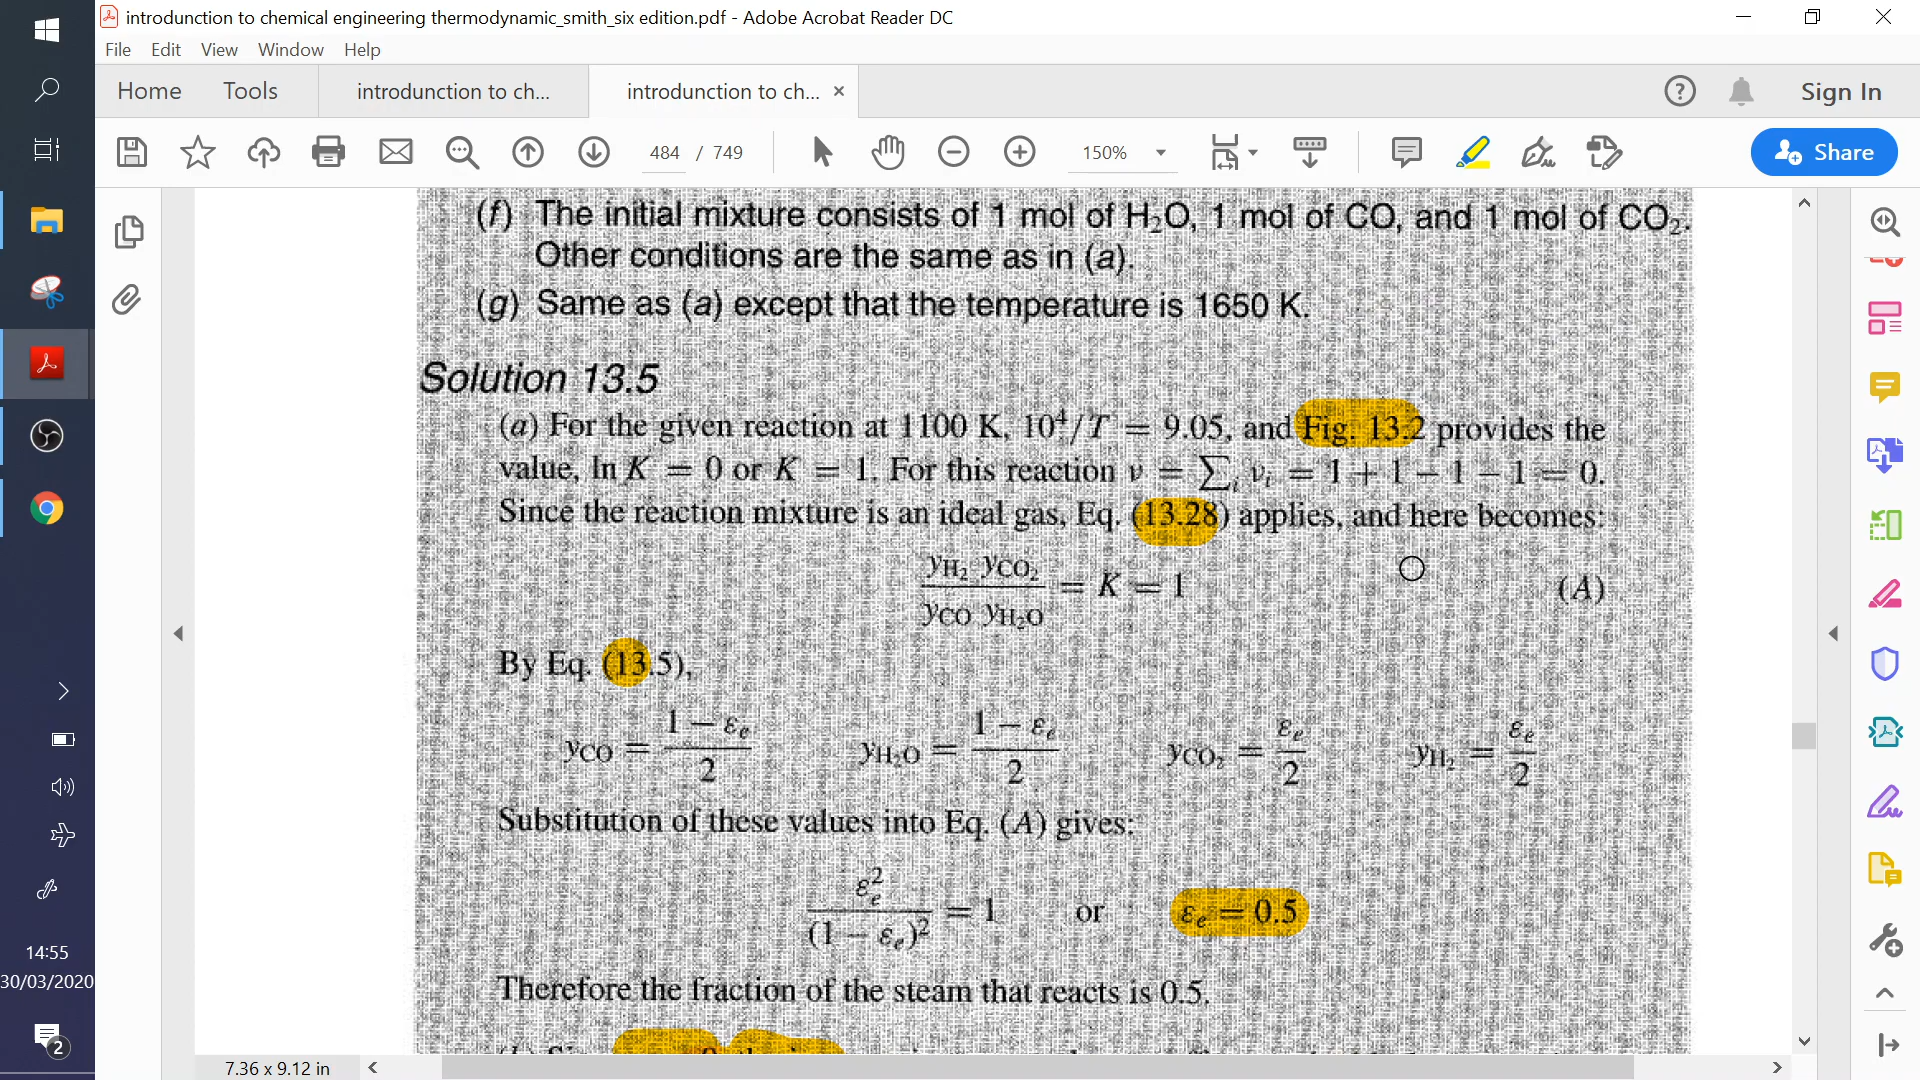 introdunction to chemical engineering thermodynamic_smith_six edition.pdf - Adobe Acrobat Reader DC
File Edit View Window Help
Home Tools introdunction to ch... introdunction to ch... × Sign In
484 / 749 150% Share
(f) The initial mixture consists of 1 mol of H₂O, 1 mol of CO, and 1 mol of CO₂.
Other conditions are the same as in (a).
(g) Same as (a) except that the temperature is 1650 K.
Solution 13.5
(a) For the given reaction at 1100 K, 10⁴/T = 9.05, and Fig. 13.2 provides the
value, ln K = 0 or K = 1. For this reaction ν = ∑ᵢ νᵢ = 1 + 1 − 1 − 1 = 0.
Since the reaction mixture is an ideal gas, Eq. (13.28) applies, and here becomes:
y_H₂ y_CO₂ / y_CO y_H₂O = K = 1 (A)
By Eq. (13.5),
y_CO = (1 − εₑ)/2 y_H₂O = (1 − εₑ)/2 y_CO₂ = εₑ/2 y_H₂ = εₑ/2
Substitution of these values into Eq. (A) gives:
εₑ²/(1 − εₑ)² = 1 or εₑ = 0.5
Therefore the fraction of the steam that reacts is 0.5.
7.36 x 9.12 in
14:55
30/03/2020
2